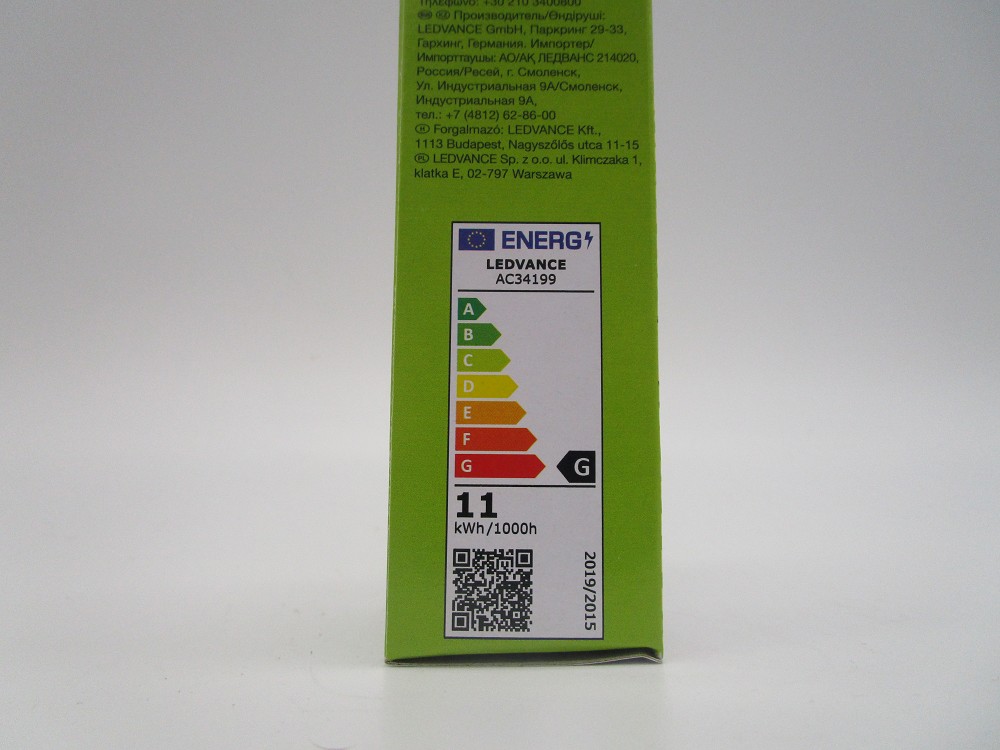 Τηλέφωνο: +30 210 3400800
RU KZ Производитель/Өндіруші:
LEDVANCE GmbH, Паркринг 29-33,
Гархинг, Германия. Импортер/
Импорттаушы: АО/АҚ ЛЕДВАНС 214020,
Россия/Ресей, г. Смоленск,
Ул. Индустриальная 9А/Смоленск,
Индустриальная 9А,
тел.: +7 (4812) 62-86-00
H Forgalmazó: LEDVANCE Kft.,
1113 Budapest, Nagyszőlős utca 11-15
PL LEDVANCE Sp. z o.o. ul. Klimczaka 1,
klatka E, 02-797 Warszawa
ENERG
LEDVANCE
AC34199
A
B
C
D
E
F
G G
11
kWh/1000h
2019/2015